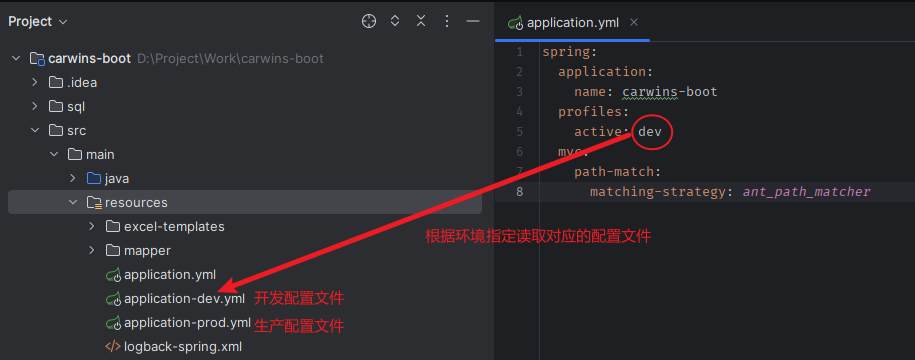 Project
carwins-boot D:\Project\Work\carwins-boot
.idea
sql
src
main
java
resources
excel-templates
mapper
application.yml
application-dev.yml 开发配置文件
application-prod.yml 生产配置文件
logback-spring.xml
application.yml
1 spring:
2 application:
3 name: carwins-boot
4 profiles:
5 active: dev
6 mvc:
7 path-match:
8 matching-strategy: ant_path_matcher
根据环境指定读取对应的配置文件